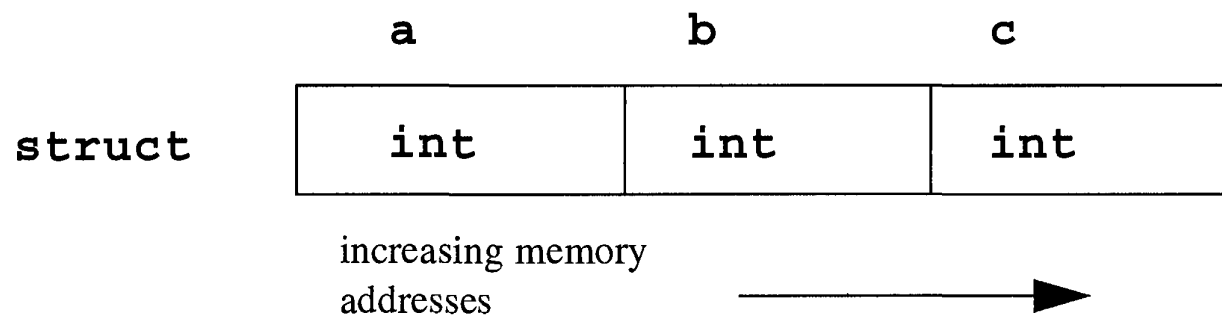 a b c
struct int int int
increasing memory
addresses